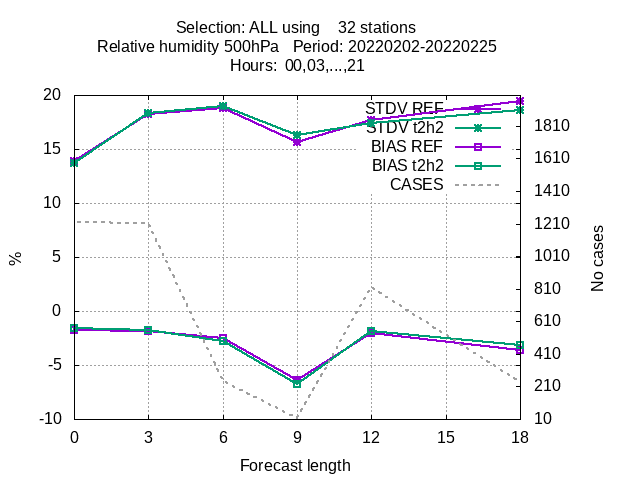 Selection: ALL using    32 stations
Relative humidity 500hPa   Period: 20220202-20220225
Hours:  00,03,...,21
STDV REF
STDV t2h2
BIAS REF
BIAS t2h2
CASES
20
15
10
5
0
-5
-10
%
1810
1610
1410
1210
1010
810
610
410
210
10
No cases
0 3 6 9 12 15 18
Forecast length